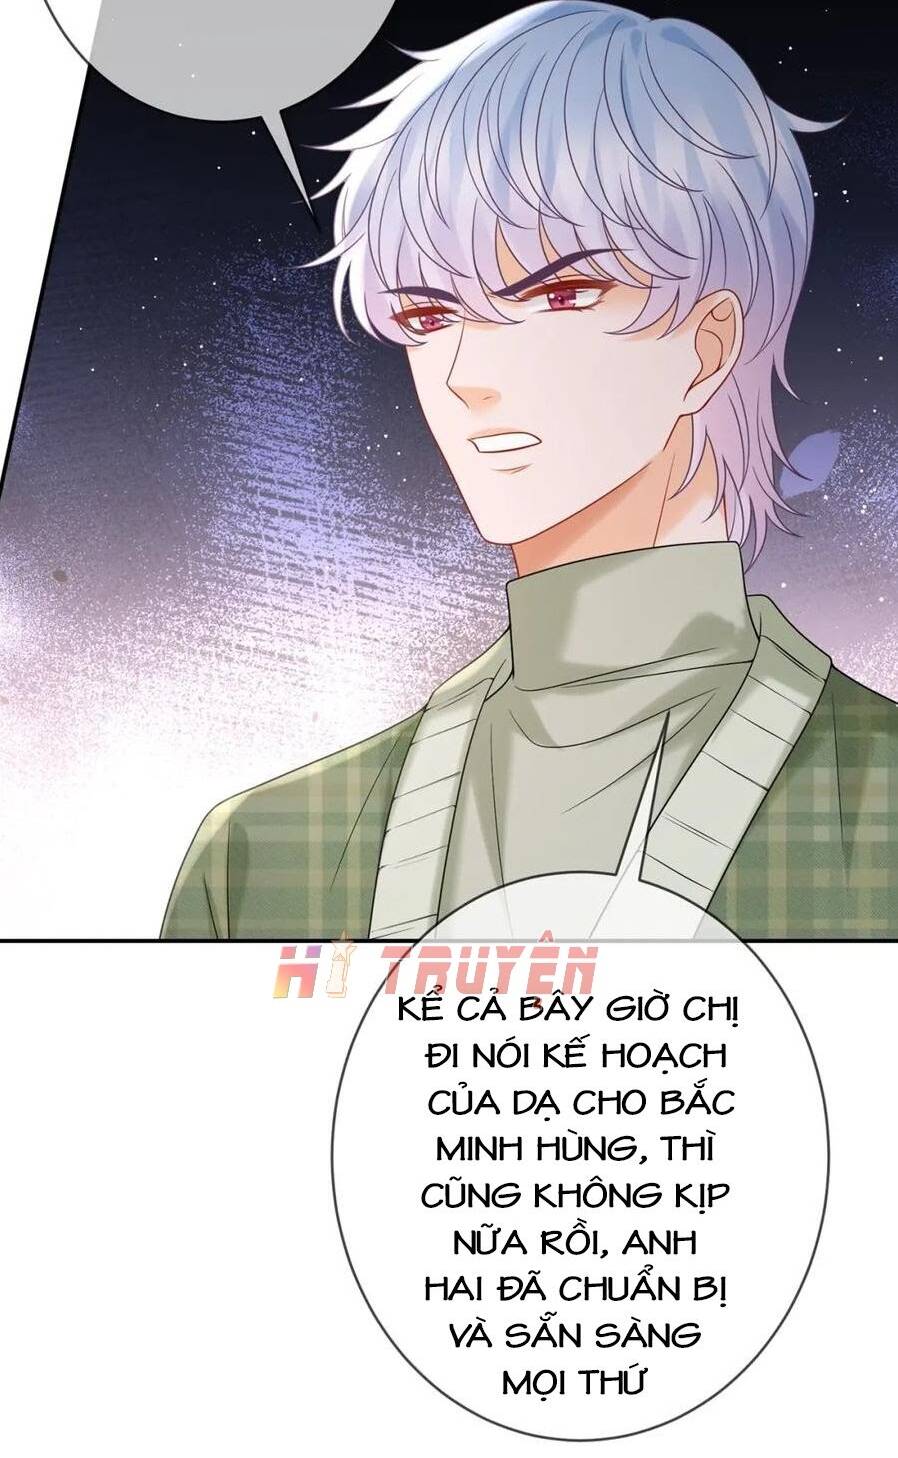 HI TRUYỆN
KỂ CẢ BÂY GIỜ CHỊ
ĐI NÓI KẾ HOẠCH
CỦA DẠ CHO BẮC
MINH HÙNG, THÌ
CŨNG KHÔNG KỊP
NỮA RỒI, ANH
HAI ĐÃ CHUẨN BỊ
VÀ SẴN SÀNG
MỌI THỨ